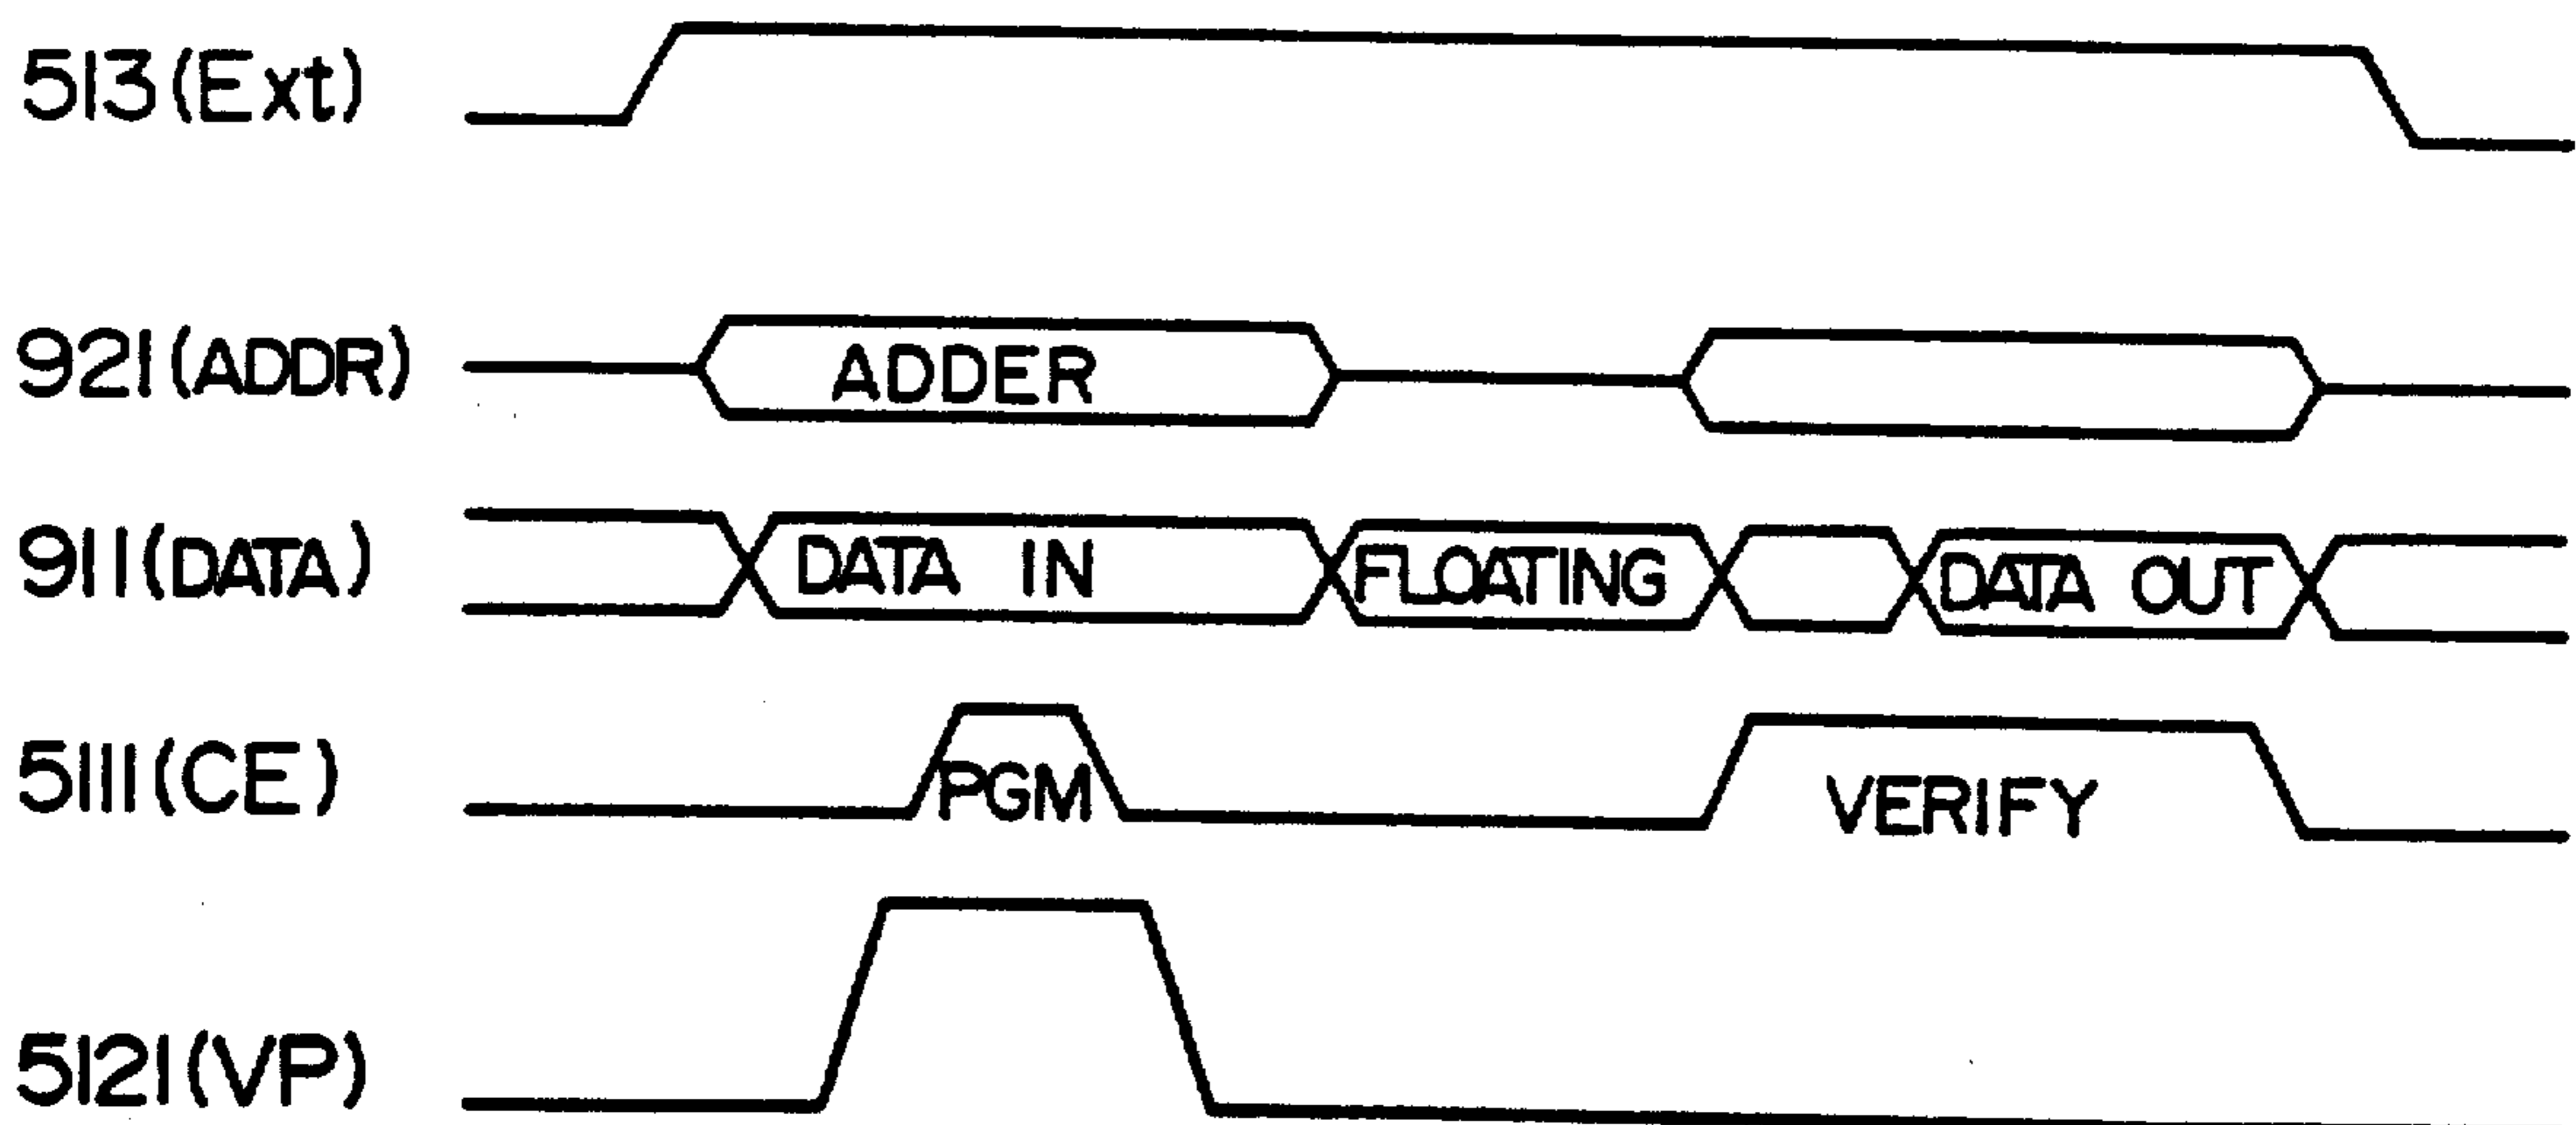 513(Ext)
921(ADDR) ADDER
911(DATA) DATA IN FLOATING DATA OUT
5111(CE) PGM VERIFY
5121(VP)